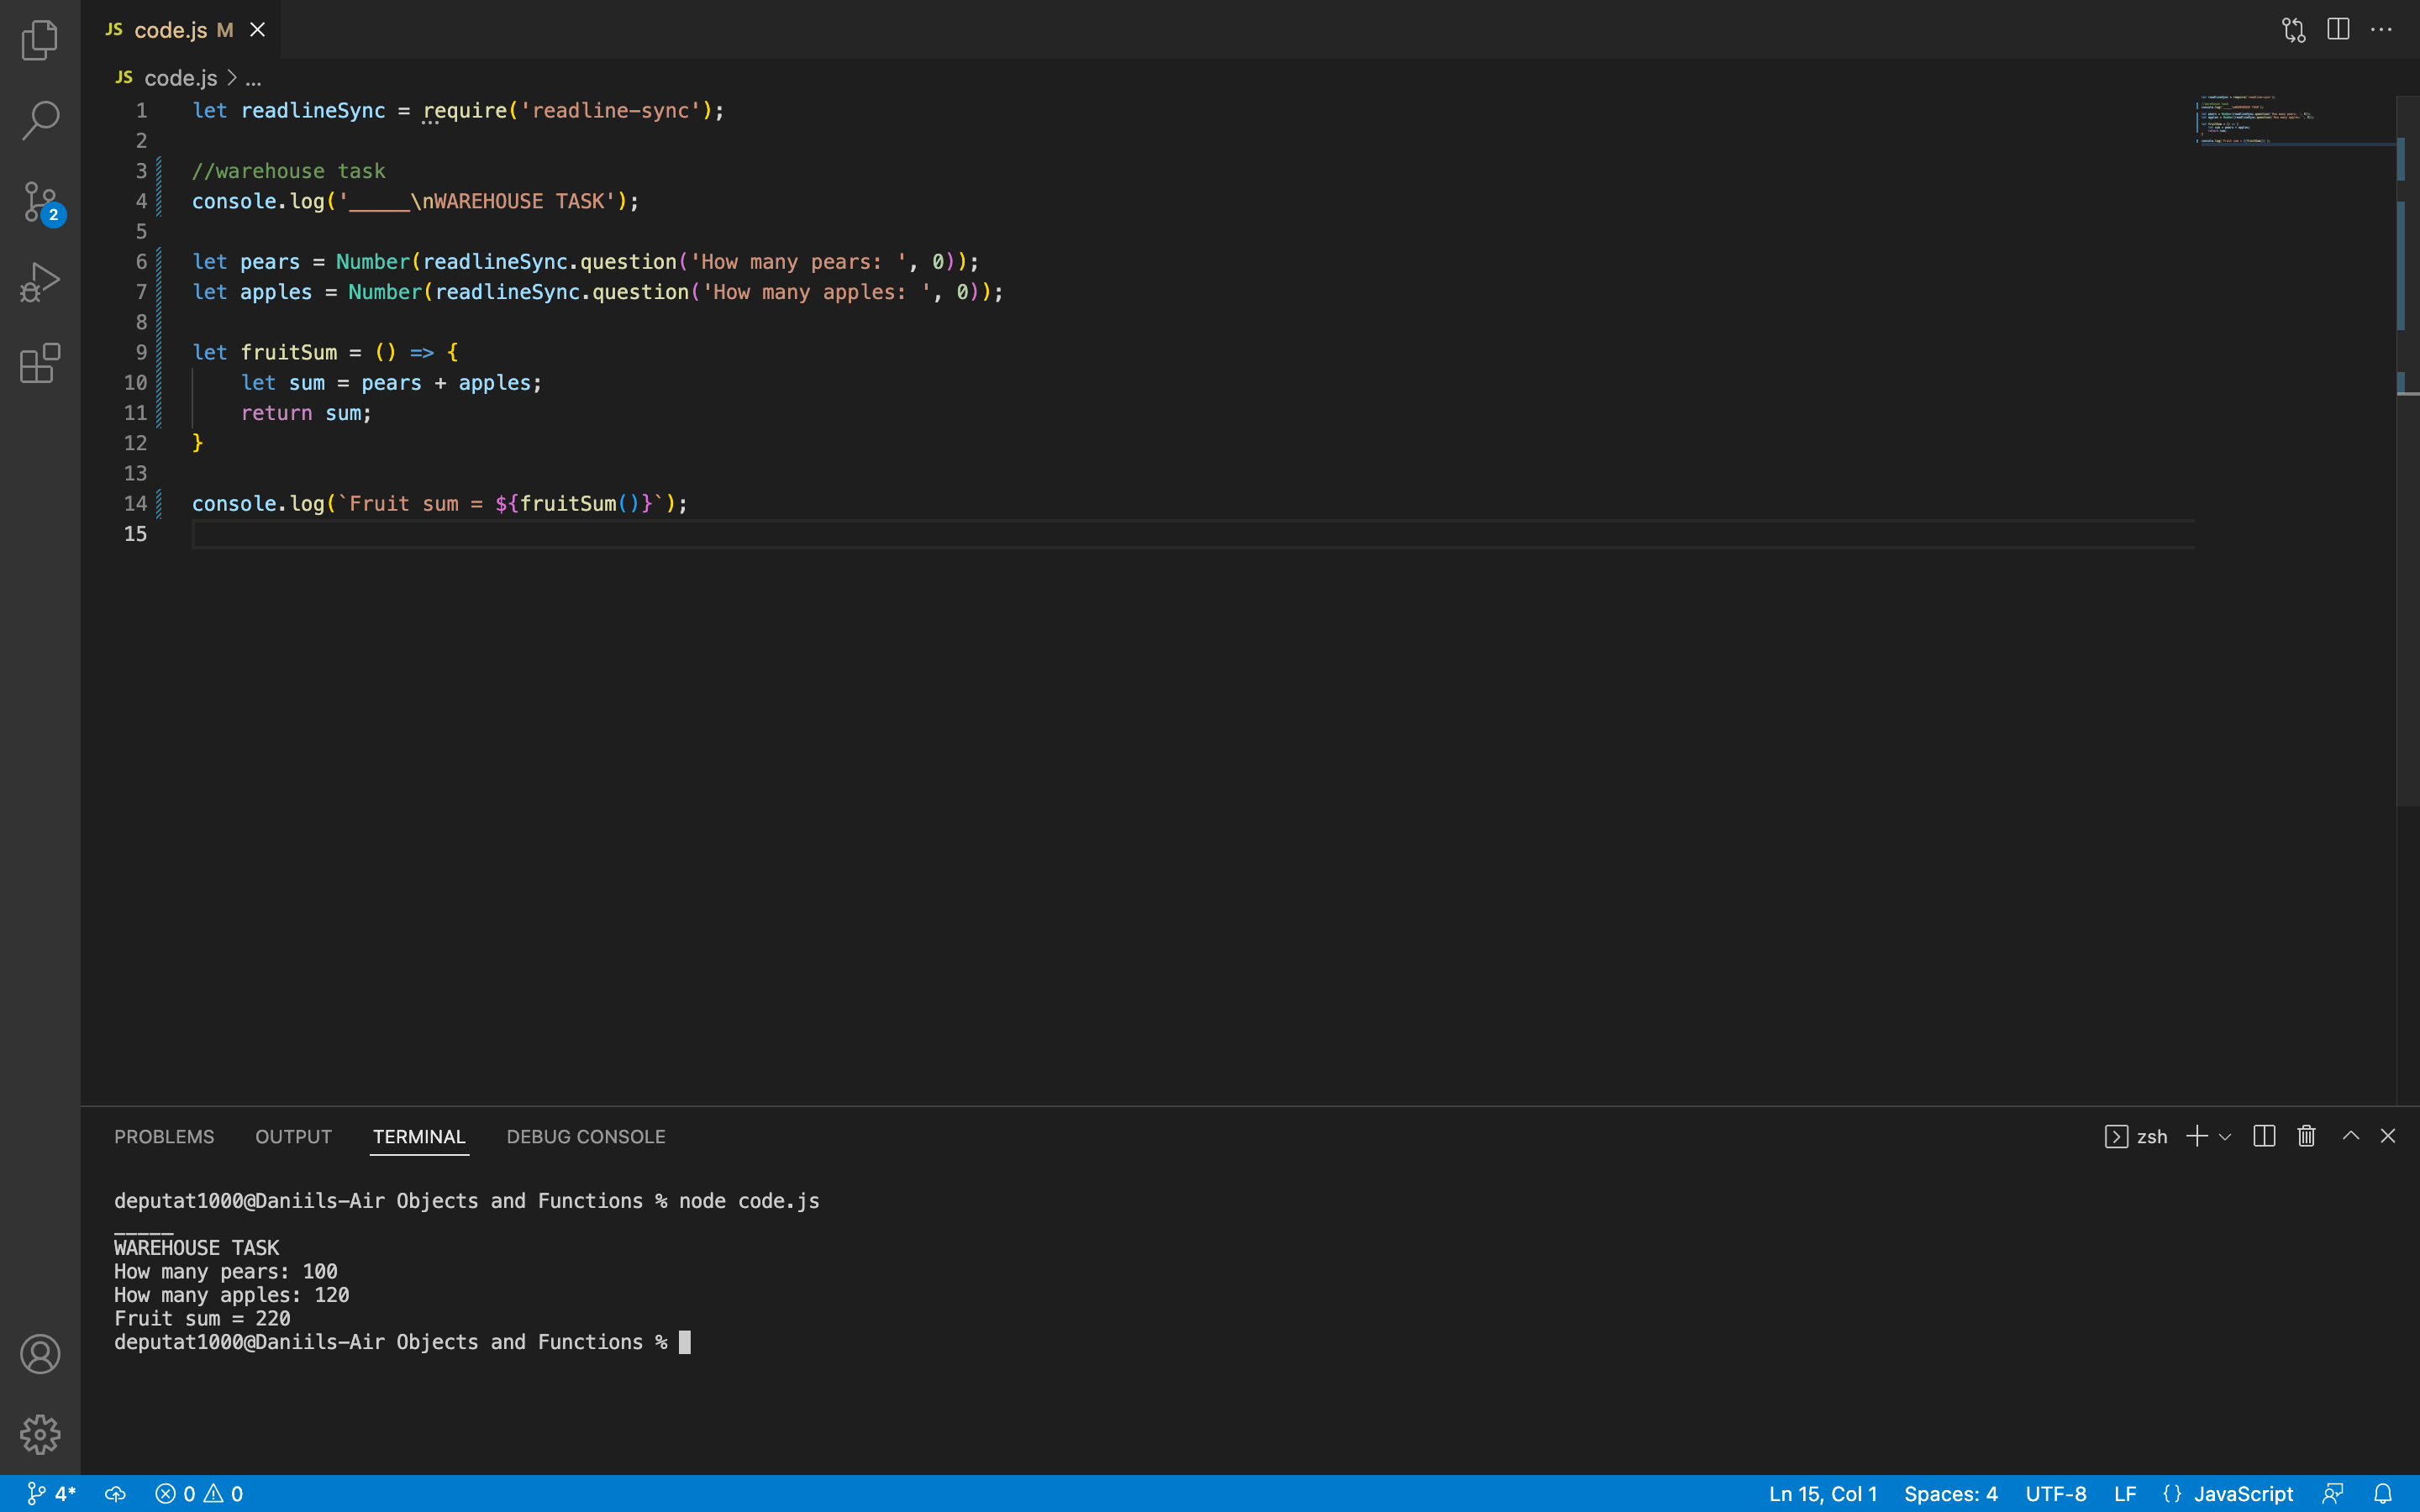 JS code.js M
JS code.js > ...
1 let readlineSync = require('readline-sync');
2
3 //warehouse task
4 console.log('_____\nWAREHOUSE TASK');
5
6 let pears = Number(readlineSync.question('How many pears: ', 0));
7 let apples = Number(readlineSync.question('How many apples: ', 0));
8
9 let fruitSum = () => {
10     let sum = pears + apples;
11     return sum;
12 }
13
14 console.log(`Fruit sum = ${fruitSum()}`);
15
2
PROBLEMS OUTPUT TERMINAL DEBUG CONSOLE zsh
deputat1000@Daniils-Air Objects and Functions % node code.js
_____
WAREHOUSE TASK
How many pears: 100
How many apples: 120
Fruit sum = 220
deputat1000@Daniils-Air Objects and Functions %
4* 0 0 Ln 15, Col 1 Spaces: 4 UTF-8 LF {} JavaScript